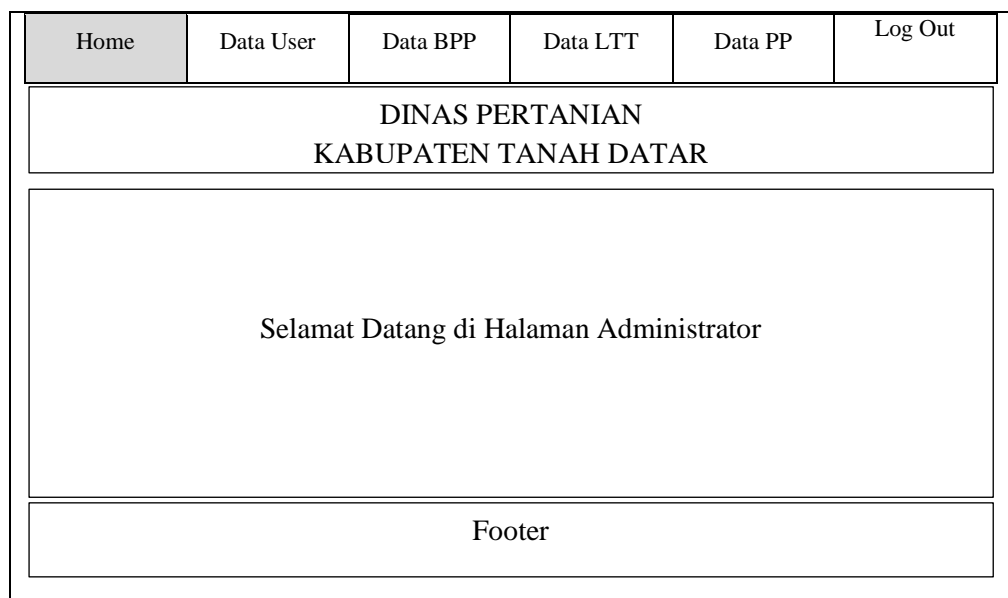 Home
Data User
Data BPP
Data LTT
Data PP
Log Out
DINAS PERTANIAN
KABUPATEN TANAH DATAR
Selamat Datang di Halaman Administrator
Footer